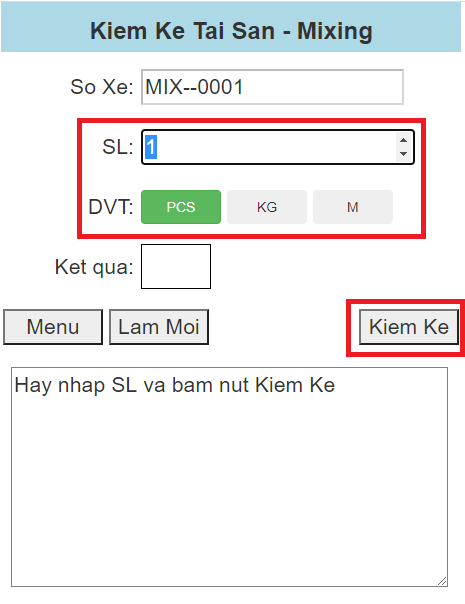 Kiem Ke Tai San - Mixing
So Xe: MIX--0001
SL: 1
DVT: PCS KG M
Ket qua:
Menu Lam Moi Kiem Ke
Hay nhap SL va bam nut Kiem Ke